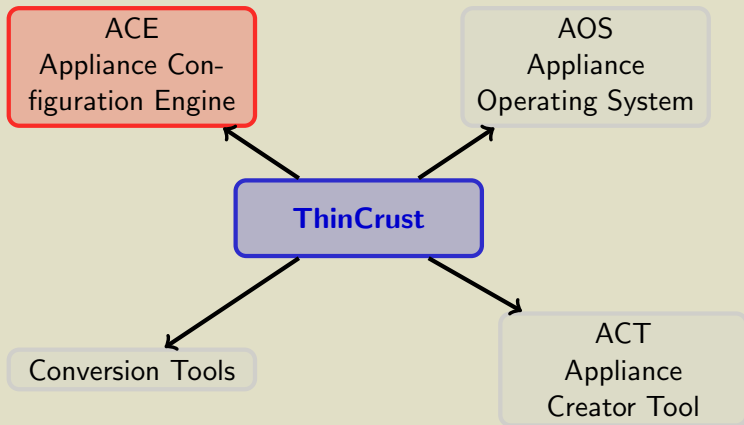 ACE
Appliance Con-
figuration Engine
AOS
Appliance
Operating System
ThinCrust
Conversion Tools
ACT
Appliance
Creator Tool